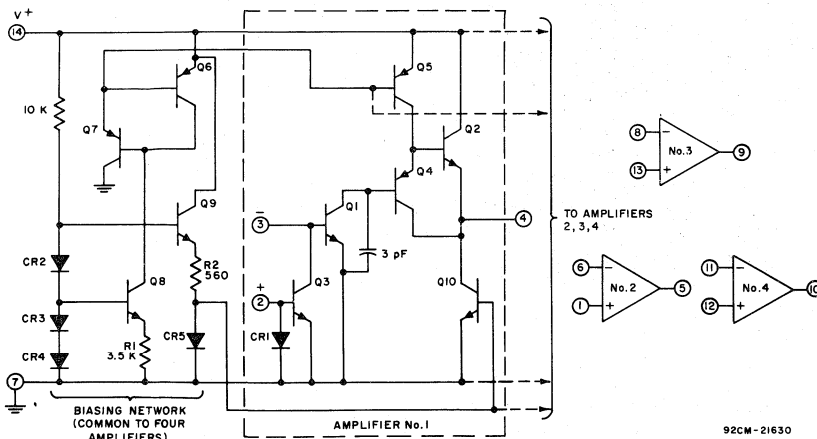 V+
14
10 K
Q6
Q7
Q9
CR2
Q8
R2
560
CR3
CR4
R1
3.5 K
CR5
7
BIASING NETWORK
(COMMON TO FOUR
AMPLIFIERS)
Q5
Q2
Q4
Q1
− 3
3 pF
4
+ 2
Q3
CR1
Q10
AMPLIFIER No.1
TO AMPLIFIERS
2, 3, 4
8 −
13 +
No.3
9
6 −
1 +
No.2
5
11 −
12 +
No.4
10
92CM-21630